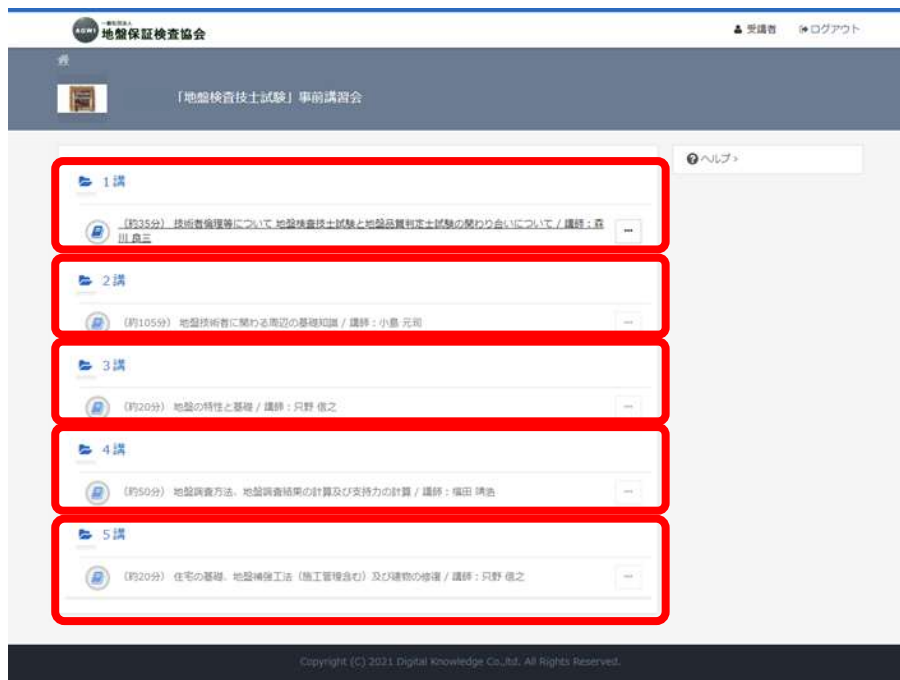 一般社団法人
地盤保証検査協会
受講者 ログアウト
「地盤検査技士試験」事前講習会
ヘルプ ›
1講
（約35分） 技術者倫理等について 地盤検査技士試験と地盤品質判定士試験の関わり合いについて / 講師：森
川 良三
2講
（約105分） 地盤技術者に関わる周辺の基礎知識 / 講師：小島 元司
3講
（約20分） 地盤の特性と基礎 / 講師：只野 信之
4講
（約50分） 地盤調査方法、地盤調査結果の計算及び支持力の計算 / 講師： 田
5講
（約20分） 住宅の基礎、地盤補強工法（施工管理含む）及び建物の修復 / 講師：只野 信之
Copyright (C) 2021 Digital Knowledge Co.,ltd. All Rights Reserved.